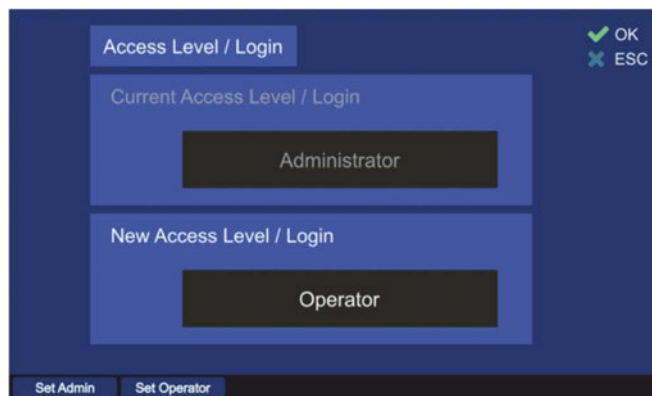 Access Level / Login
OK
ESC
Current Access Level / Login
Administrator
New Access Level / Login
Operator
Set Admin
Set Operator